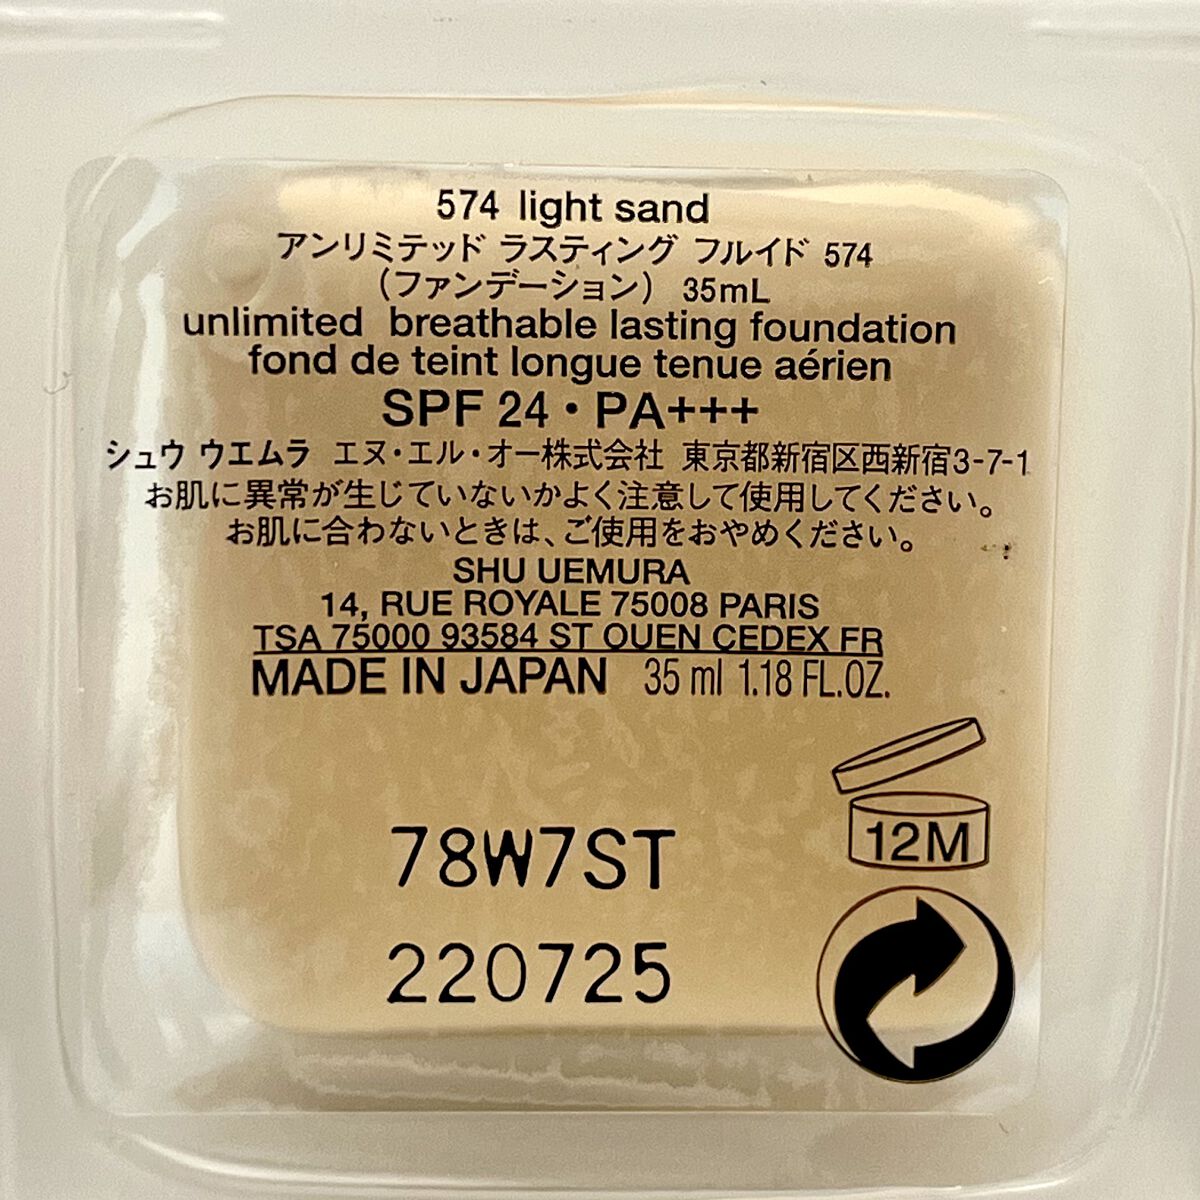 574 light sand
アンリミテッド ラスティング フルイド 574
（ファンデーション） 35mL
unlimited breathable lasting foundation
fond de teint longue tenue aérien
SPF 24・PA+++
シュウ ウエムラ エヌ・エル・オー株式会社 東京都新宿区西新宿3-7-1
お肌に異常が生じていないかよく注意して使用してください。
お肌に合わないときは、ご使用をおやめください。
SHU UEMURA
14, RUE ROYALE 75008 PARIS
TSA 75000 93584 ST OUEN CEDEX FR
MADE IN JAPAN 35 ml 1.18 FL.OZ.
12M
78W7ST
220725